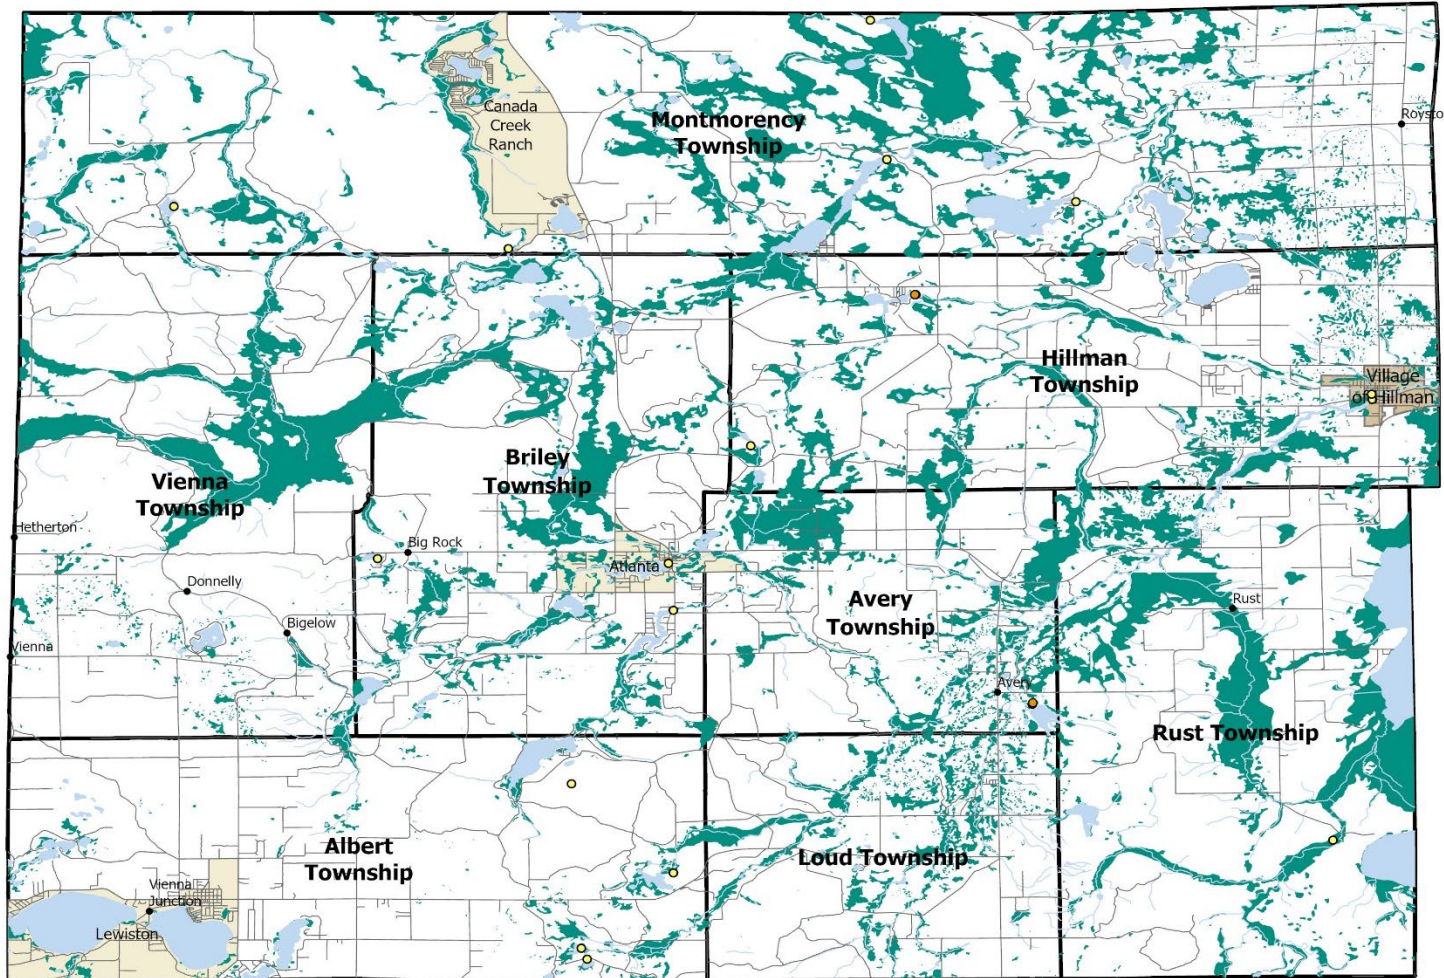 Canada
Creek
Ranch
Montmorency
Township
Roysto
Hillman
Township
Village
of Hillman
Briley
Township
Vienna
Township
Hetherton
Big Rock
Atlanta
Donnelly
Bigelow
Avery
Township
Rust
Vienna
Avery
Rust Township
Albert
Township
Loud Township
Vienna
Junction
Lewiston